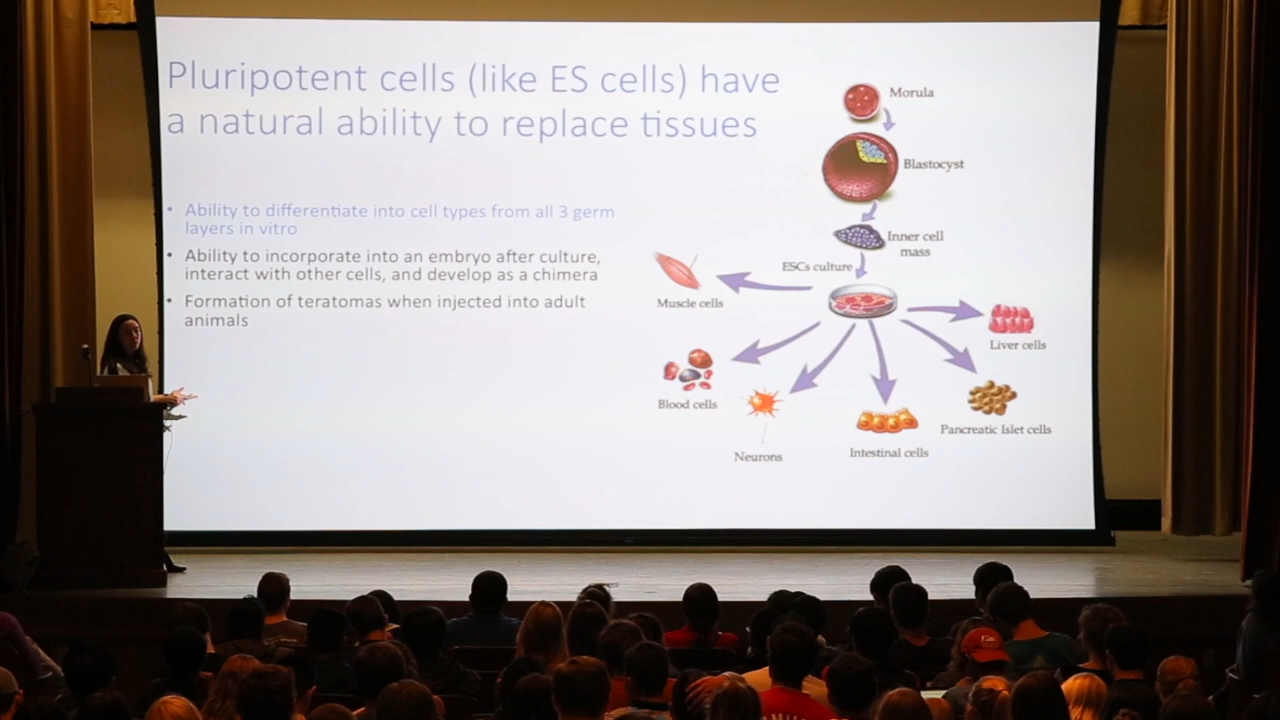 Pluripotent cells (like ES cells) have
a natural ability to replace tissues
• Ability to differentiate into cell types from all 3 germ
layers in vitro
• Ability to incorporate into an embryo after culture,
interact with other cells, and develop as a chimera
• Formation of teratomas when injected into adult
animals
Morula
Blastocyst
Inner cell
mass
ESCs culture
Muscle cells
Liver cells
Blood cells
Pancreatic Islet cells
Neurons
Intestinal cells